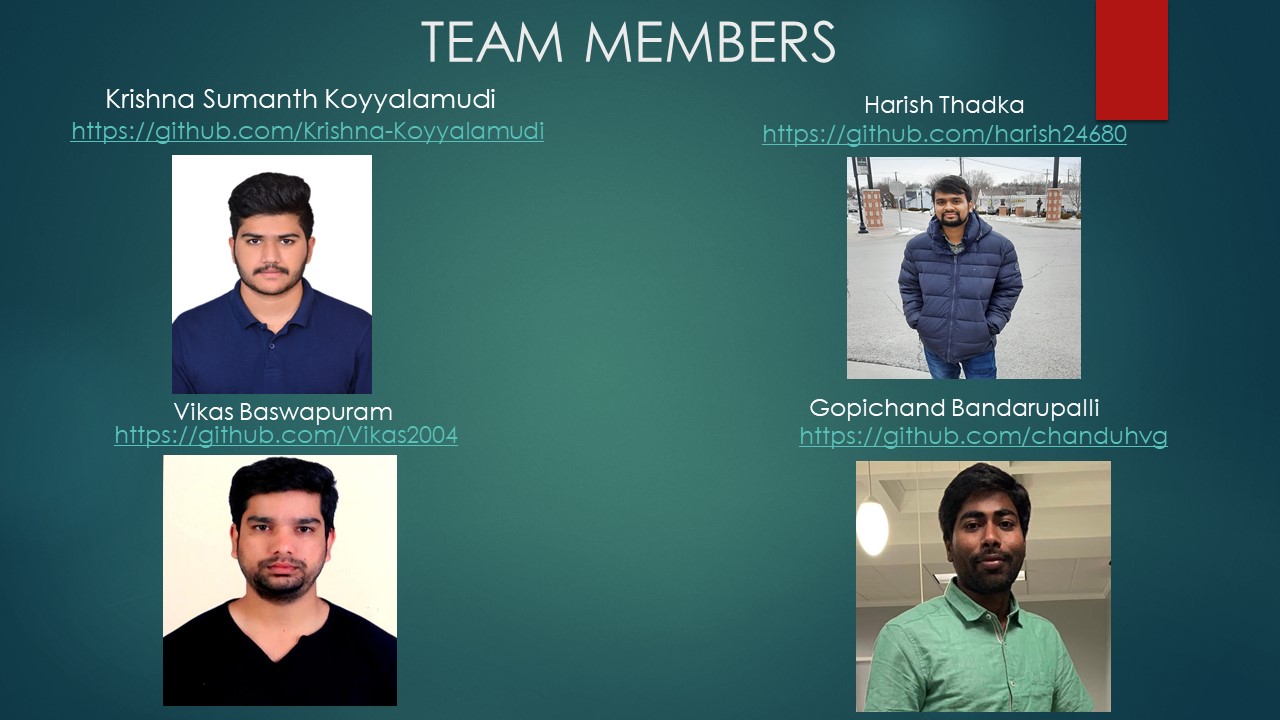 TEAM MEMBERS
Krishna Sumanth Koyyalamudi
https://github.com/Krishna-Koyyalamudi
Harish Thadka
https://github.com/harish24680
Vikas Baswapuram
https://github.com/Vikas2004
Gopichand Bandarupalli
https://github.com/chanduhvg